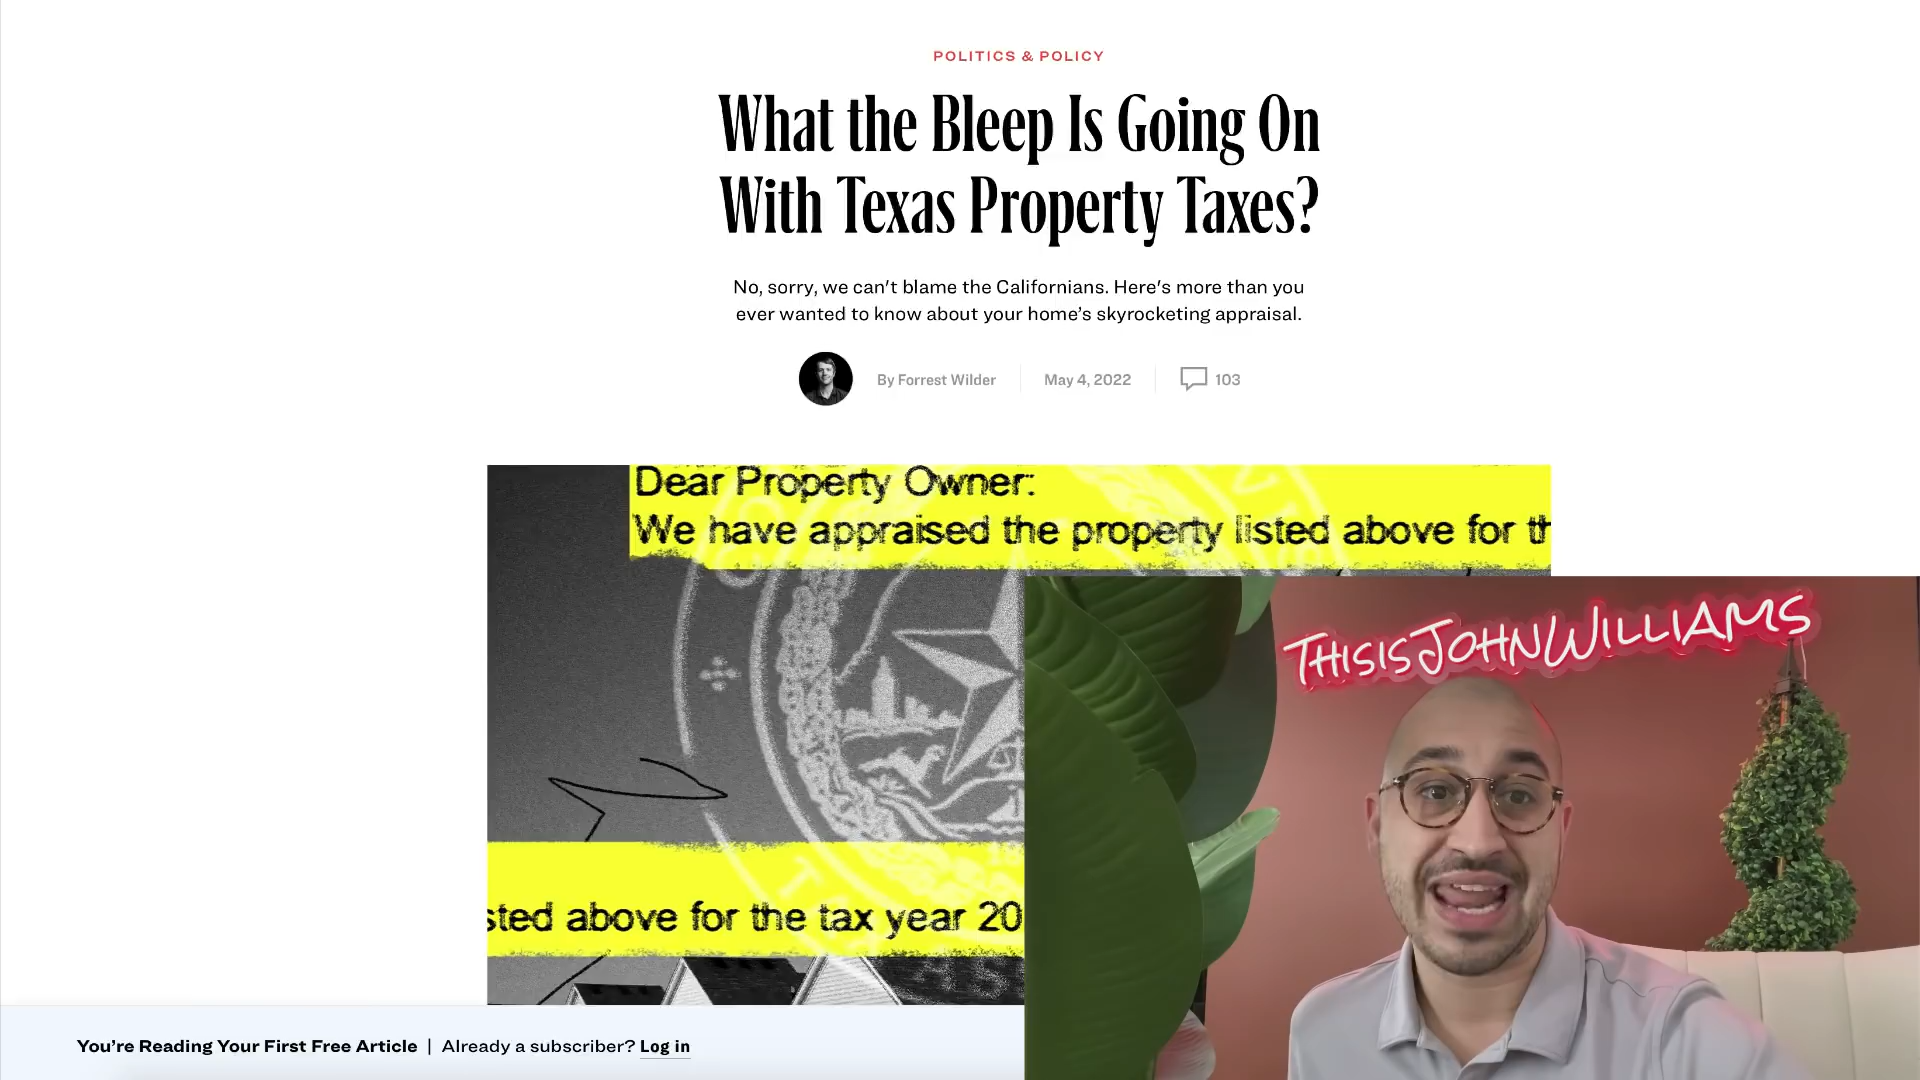 POLITICS & POLICY
What the Bleep Is Going On
With Texas Property Taxes?
No, sorry, we can't blame the Californians. Here's more than you
ever wanted to know about your home's skyrocketing appraisal.
By Forrest Wilder
May 4, 2022
103
Dear Property Owner:
We have appraised the property listed above for th
THISISJOHNWILLIAMS
sted above for the tax year 20
You're Reading Your First Free Article | Already a subscriber? Log in